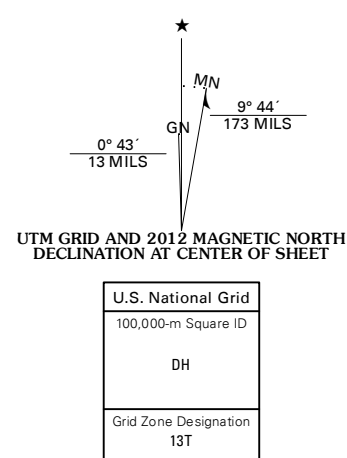 ★
MN
GN
9° 44´
173 MILS
0° 43´
13 MILS
UTM GRID AND 2012 MAGNETIC NORTH
DECLINATION AT CENTER OF SHEET
U.S. National Grid
100,000-m Square ID
DH
Grid Zone Designation
13T